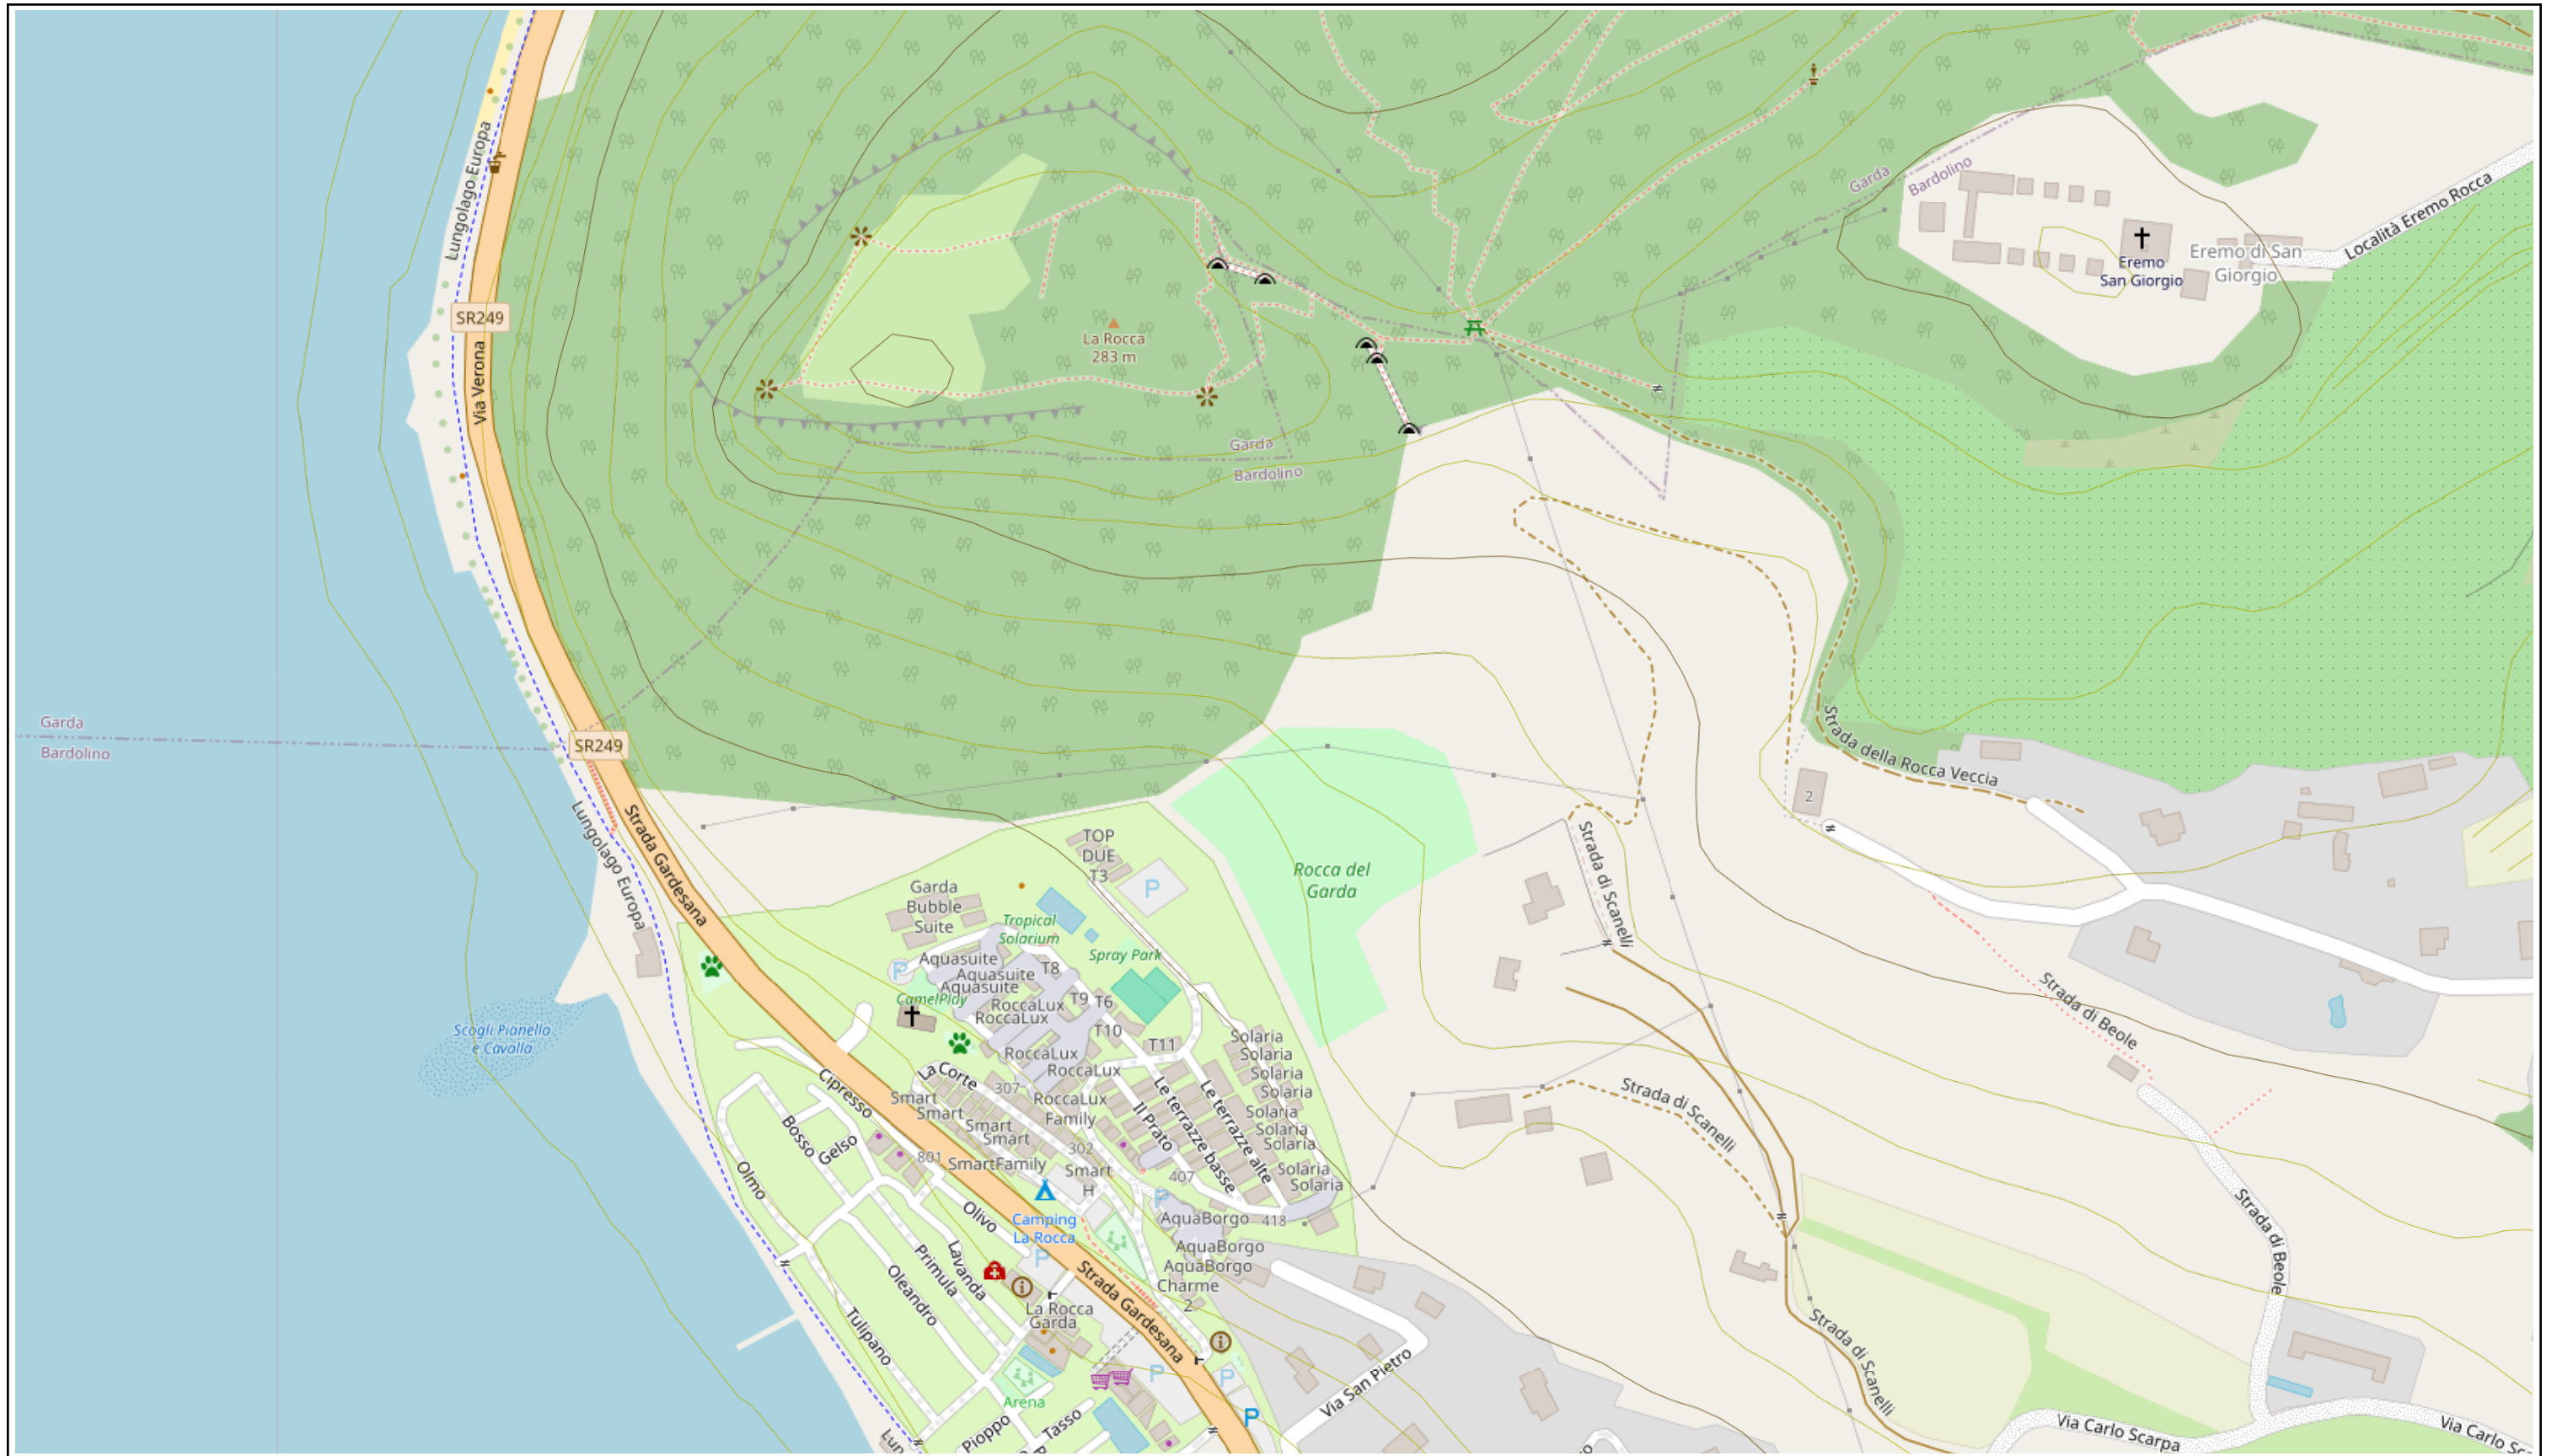 Lungolago Europa
SR249
Via Verona
La Rocca
283 m
Garda
Bardolino
Garda
Bardolino
Eremo
San Giorgio
Eremo di San
Giorgio
Località Eremo Rocca
Garda
Bardolino
SR249
Lungolago Europa
Strada Gardesana
Strada della Rocca Veccia
2
TOP
DUE
T3
P
Rocca del
Garda
Strada di Scanelli
Garda
Bubble
Suite
Tropical
Solarium
Spray Park
P
Aquasuite
Aquasuite
Aquasuite
T8
CamelPlay
RoccaLux
RoccaLux
T9
T6
T10
T11
Scogli Pianella
e Cavalla
Strada di Beole
RoccaLux
RoccaLux
RoccaLux
Family
Solaria
Solaria
Solaria
Solaria
Solaria
Solaria
Solaria
Solaria
Solaria
La Corte
307
Cipresso
Smart
Smart
Smart
Smart
SmartFamily
302
Smart
H
Il Prato
Le terrazze basse
Le terrazze alte
407
418
Strada di Scanelli
Bosso
Gelso
Olmo
801
Olivo
Camping
La Rocca
P
P
AquaBorgo
AquaBorgo
AquaBorgo
Charme
2
Strada di Beole
Lavanda
Primula
Oleandro
Tulipano
La Rocca
Garda
Strada Gardesana
Strada di Scanelli
Via San Pietro
Arena
P
P
P
Pioppo
Tasso
Lun
Via Carlo Scarpa
Via Carlo Sc